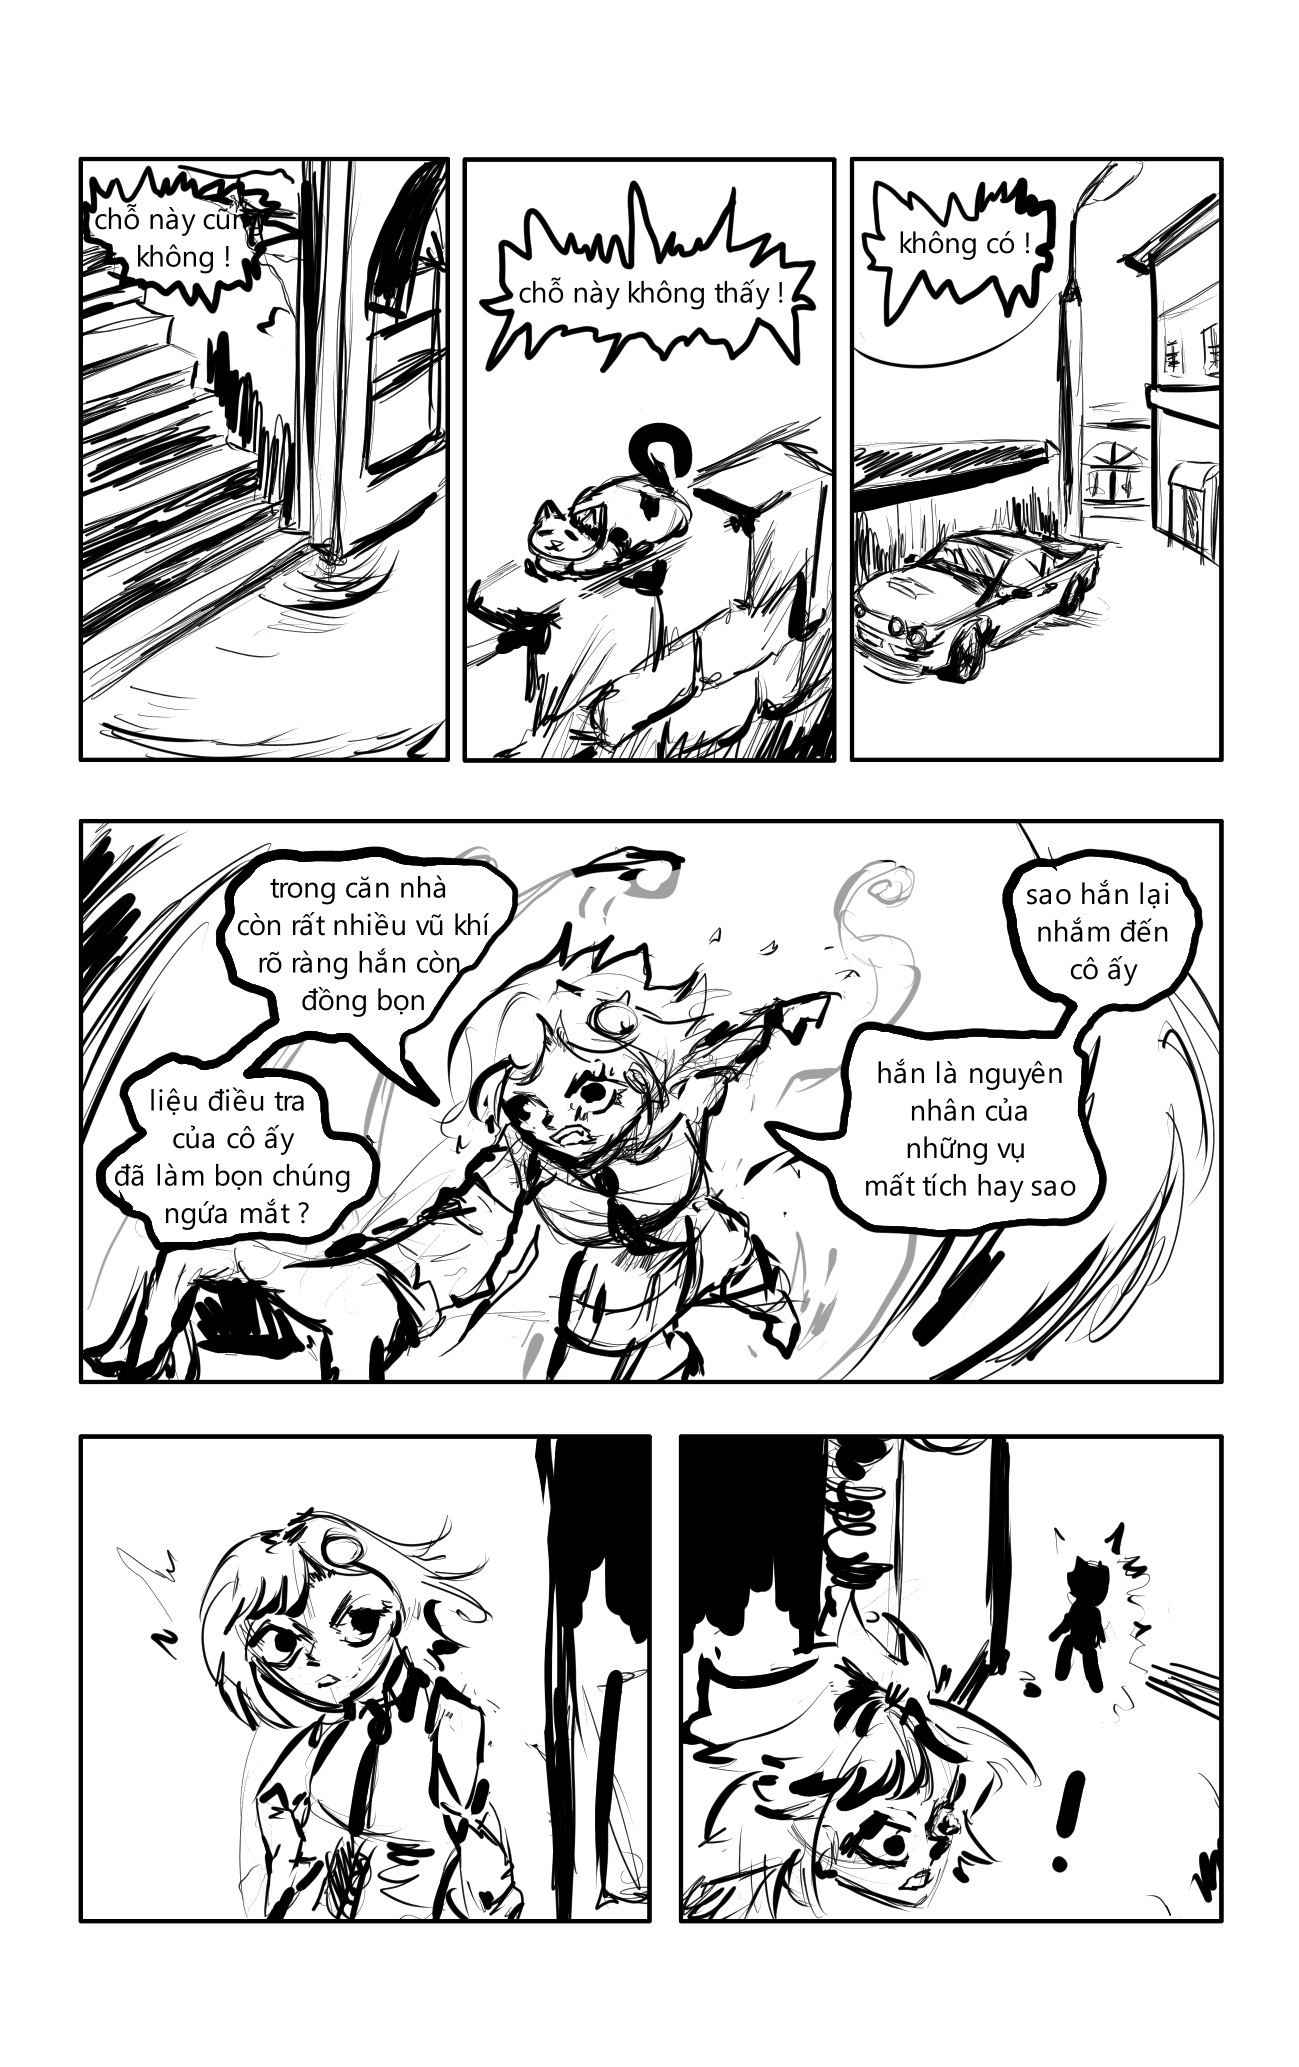 không có !
chỗ này không thấy !
chỗ này cũng
không !
sao hắn lại
nhắm đến
cô ấy
hắn là nguyên
nhân của
những vụ
mất tích hay sao
trong căn nhà
còn rất nhiều vũ khí
rõ ràng hắn còn
đồng bọn
liệu điều tra
của cô ấy
đã làm bọn chúng
ngứa mắt ?
!